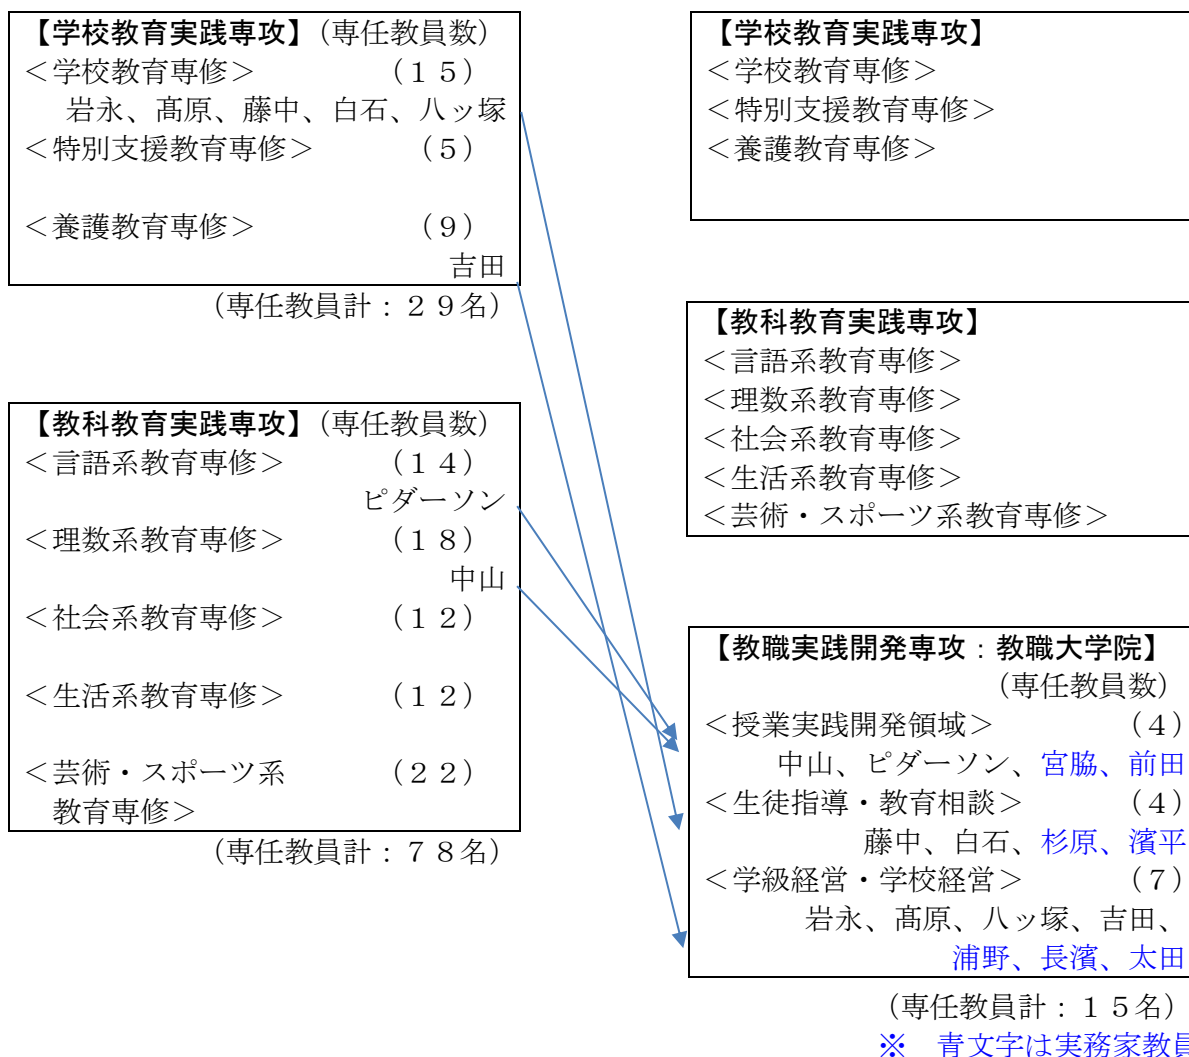 【学校教育実践専攻】(専任教員数)
＜学校教育専修＞ (１５)
岩永、髙原、藤中、白石、八ッ塚
＜特別支援教育専修＞ (５)
＜養護教育専修＞ (９)
吉田
(専任教員計：２９名)
【教科教育実践専攻】(専任教員数)
＜言語系教育専修＞ (１４)
ピダーソン
＜理数系教育専修＞ (１８)
中山
＜社会系教育専修＞ (１２)
＜生活系教育専修＞ (１２)
＜芸術・スポーツ系 (２２)
教育専修＞
(専任教員計：７８名)
【学校教育実践専攻】
＜学校教育専修＞
＜特別支援教育専修＞
＜養護教育専修＞
【教科教育実践専攻】
＜言語系教育専修＞
＜理数系教育専修＞
＜社会系教育専修＞
＜生活系教育専修＞
＜芸術・スポーツ系教育専修＞
【教職実践開発専攻：教職大学院】
(専任教員数)
＜授業実践開発領域＞ (４)
中山、ピダーソン、宮脇、前田
＜生徒指導・教育相談＞ (４)
藤中、白石、杉原、濱平
＜学級経営・学校経営＞ (７)
岩永、髙原、八ッ塚、吉田、
浦野、長濱、太田
(専任教員計：１５名)
※ 青文字は実務家教員